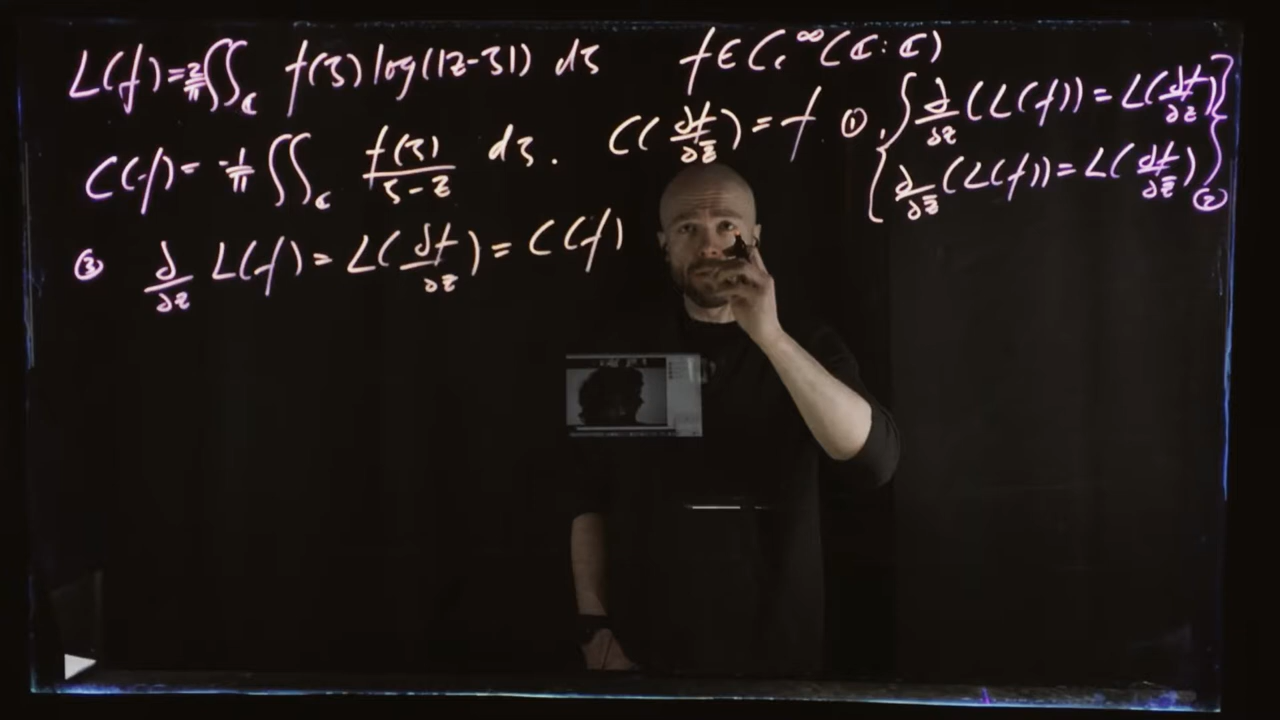 L(f) = 2/π ∬_ℂ f(ζ) log(|z-ζ|) dζ f ∈ C_c^∞(ℂ:ℂ)
C(f) = -1/π ∬_ℂ f(ζ)/(ζ-z) dζ. C(∂f/∂z̄) = f ① { ∂/∂z (L(f)) = L(∂f/∂z) }
{ ∂/∂z̄ (L(f)) = L(∂f/∂z̄) } ②
③ ∂/∂z L(f) = L(∂f/∂z) = C(f)